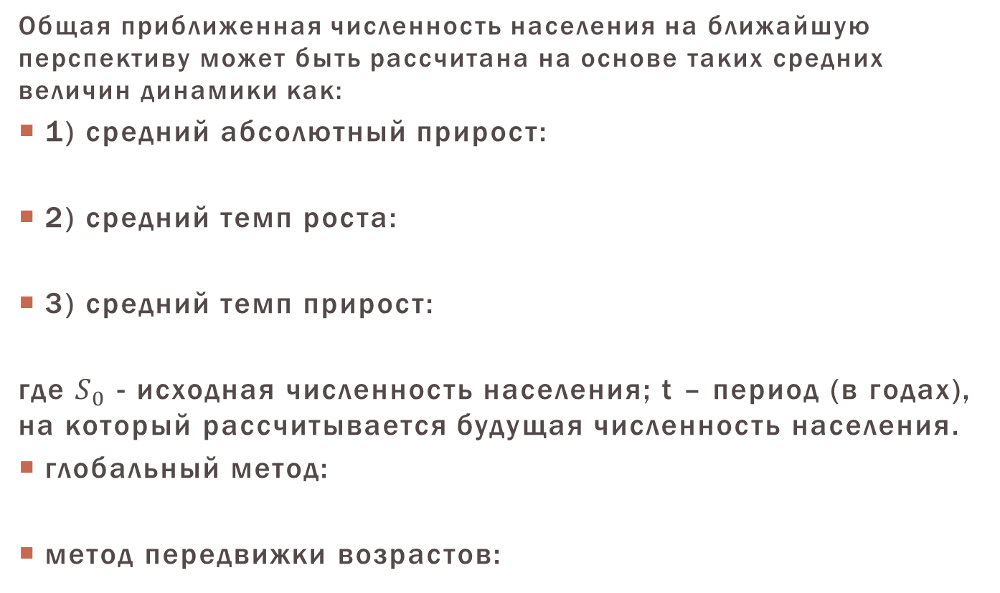 Общая приближенная численность населения на ближайшую
перспективу может быть рассчитана на основе таких средних
величин динамики как:
▪ 1) средний абсолютный прирост:
▪ 2) средний темп роста:
▪ 3) средний темп прирост:
где S₀ - исходная численность населения; t – период (в годах),
на который рассчитывается будущая численность населения.
▪ глобальный метод:
▪ метод передвижки возрастов: